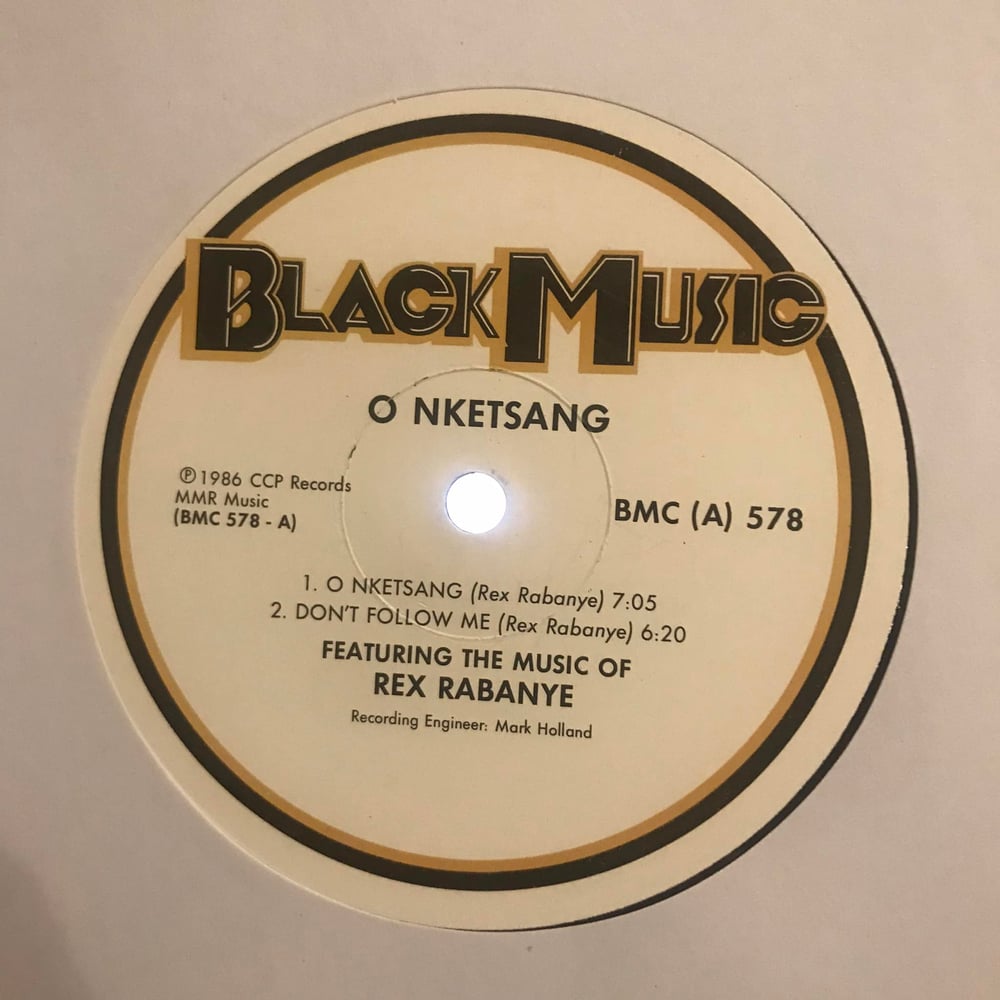 BLACK MUSIC
O NKETSANG
℗ 1986 CCP Records
MMR Music
(BMC 578 - A)
BMC (A) 578
1. O NKETSANG (Rex Rabanye) 7:05
2. DON'T FOLLOW ME (Rex Rabanye) 6:20
FEATURING THE MUSIC OF
REX RABANYE
Recording Engineer: Mark Holland